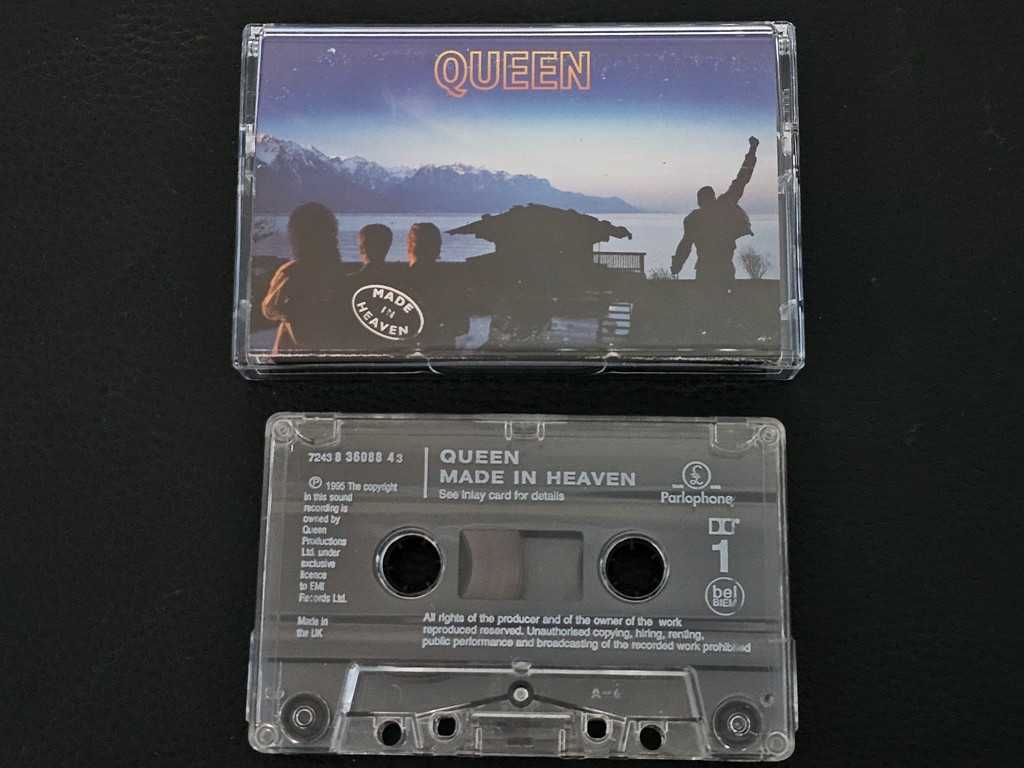 QUEEN
MADE
IN
HEAVEN
7243 8 36088 4 3
QUEEN
MADE IN HEAVEN
See inlay card for details
Parlophone
℗ 1995 The copyright
in this sound
recording is
owned by
Queen
Productions
Ltd. under
exclusive
licence
to EMI
Records Ltd.
Made in
the UK
1
bel
BIEM
All rights of the producer and of the owner of the work
reproduced reserved. Unauthorised copying, hiring, renting,
public performance and broadcasting of the recorded work prohibited